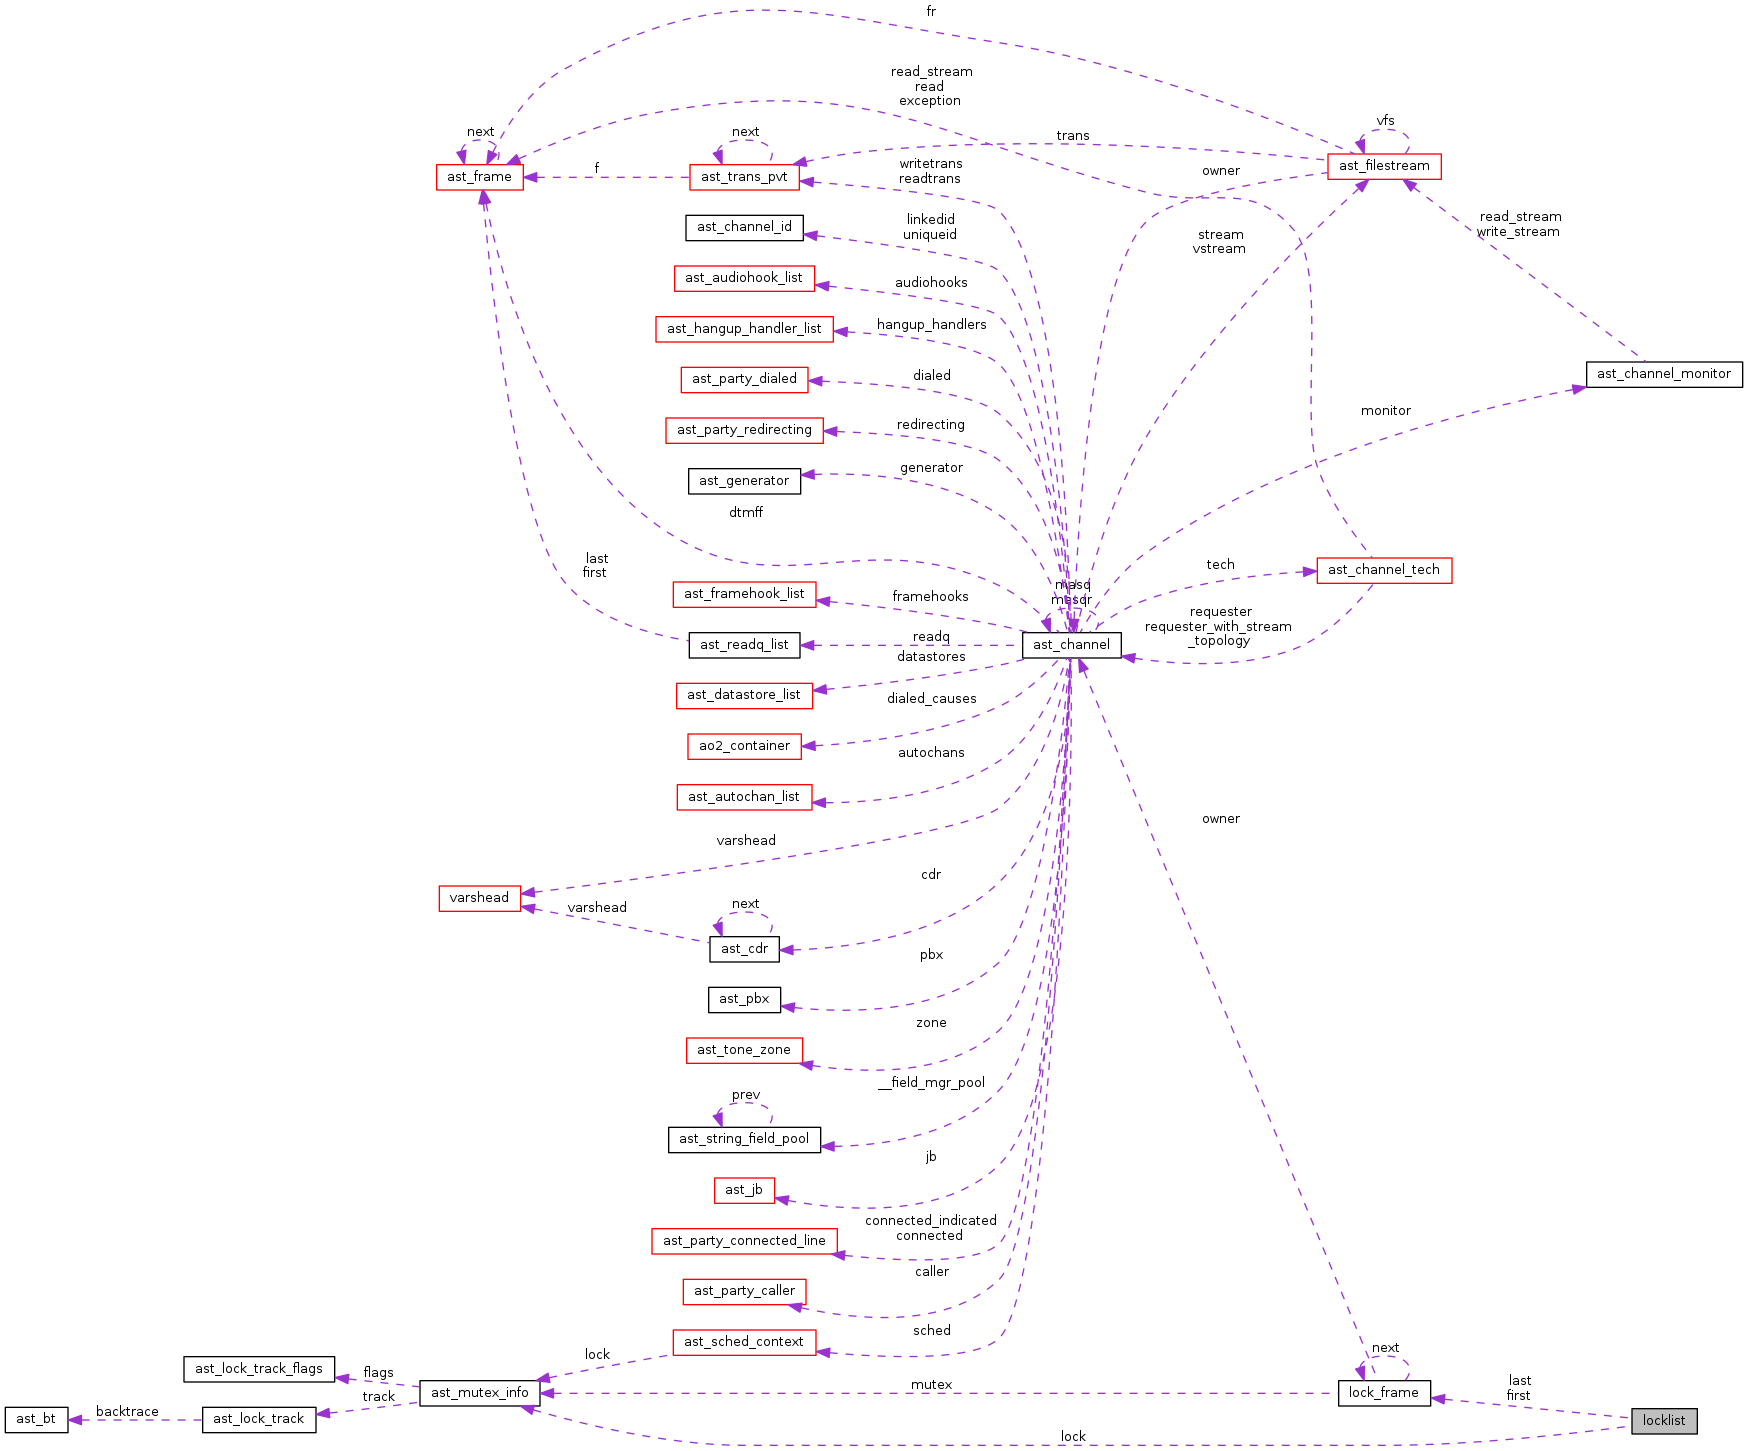 fr
read_stream
read
exception
vfs
next
next
trans
ast_frame
f
ast_trans_pvt
writetrans
readtrans
owner
ast_filestream
linkedid
uniqueid
ast_channel_id
stream
vstream
read_stream
write_stream
ast_audiohook_list
audiohooks
ast_hangup_handler_list
hangup_handlers
ast_party_dialed
dialed
ast_channel_monitor
monitor
ast_party_redirecting
redirecting
ast_generator
generator
dtmff
last
first
ast_framehook_list
framehooks
masq
masqr
tech
ast_channel_tech
requester
requester_with_stream
_topology
ast_readq_list
readq
ast_channel
datastores
ast_datastore_list
dialed_causes
ao2_container
autochans
ast_autochan_list
owner
varshead
cdr
varshead
varshead
next
ast_cdr
pbx
ast_pbx
zone
ast_tone_zone
__field_mgr_pool
prev
ast_string_field_pool
jb
ast_jb
connected_indicated
connected
ast_party_connected_line
caller
ast_party_caller
sched
ast_sched_context
lock
next
ast_lock_track_flags
flags
ast_mutex_info
mutex
lock_frame
last
first
track
ast_bt
backtrace
ast_lock_track
locklist
lock